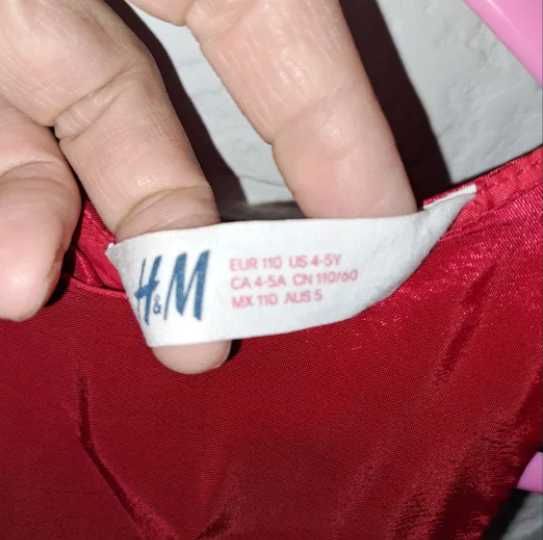 H&M
EUR 110 US 4-5Y
CA 4-5A CN 110/60
MX 110 AUS 5